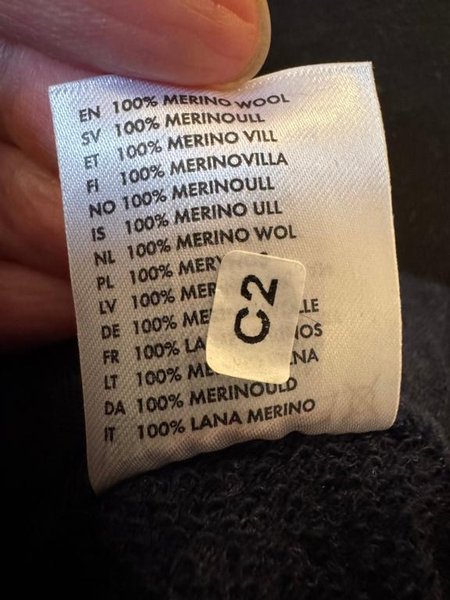 EN 100% MERINO WOOL
SV 100% MERINOULL
ET 100% MERINO VILL
FI 100% MERINOVILLA
NO 100% MERINOULL
IS 100% MERINO ULL
NL 100% MERINO WOL
PL 100%
LV 100%
DE 100%
FR 100%
LT 100%
DA 100% MERINOULD
IT 100% LANA MERINO
C2